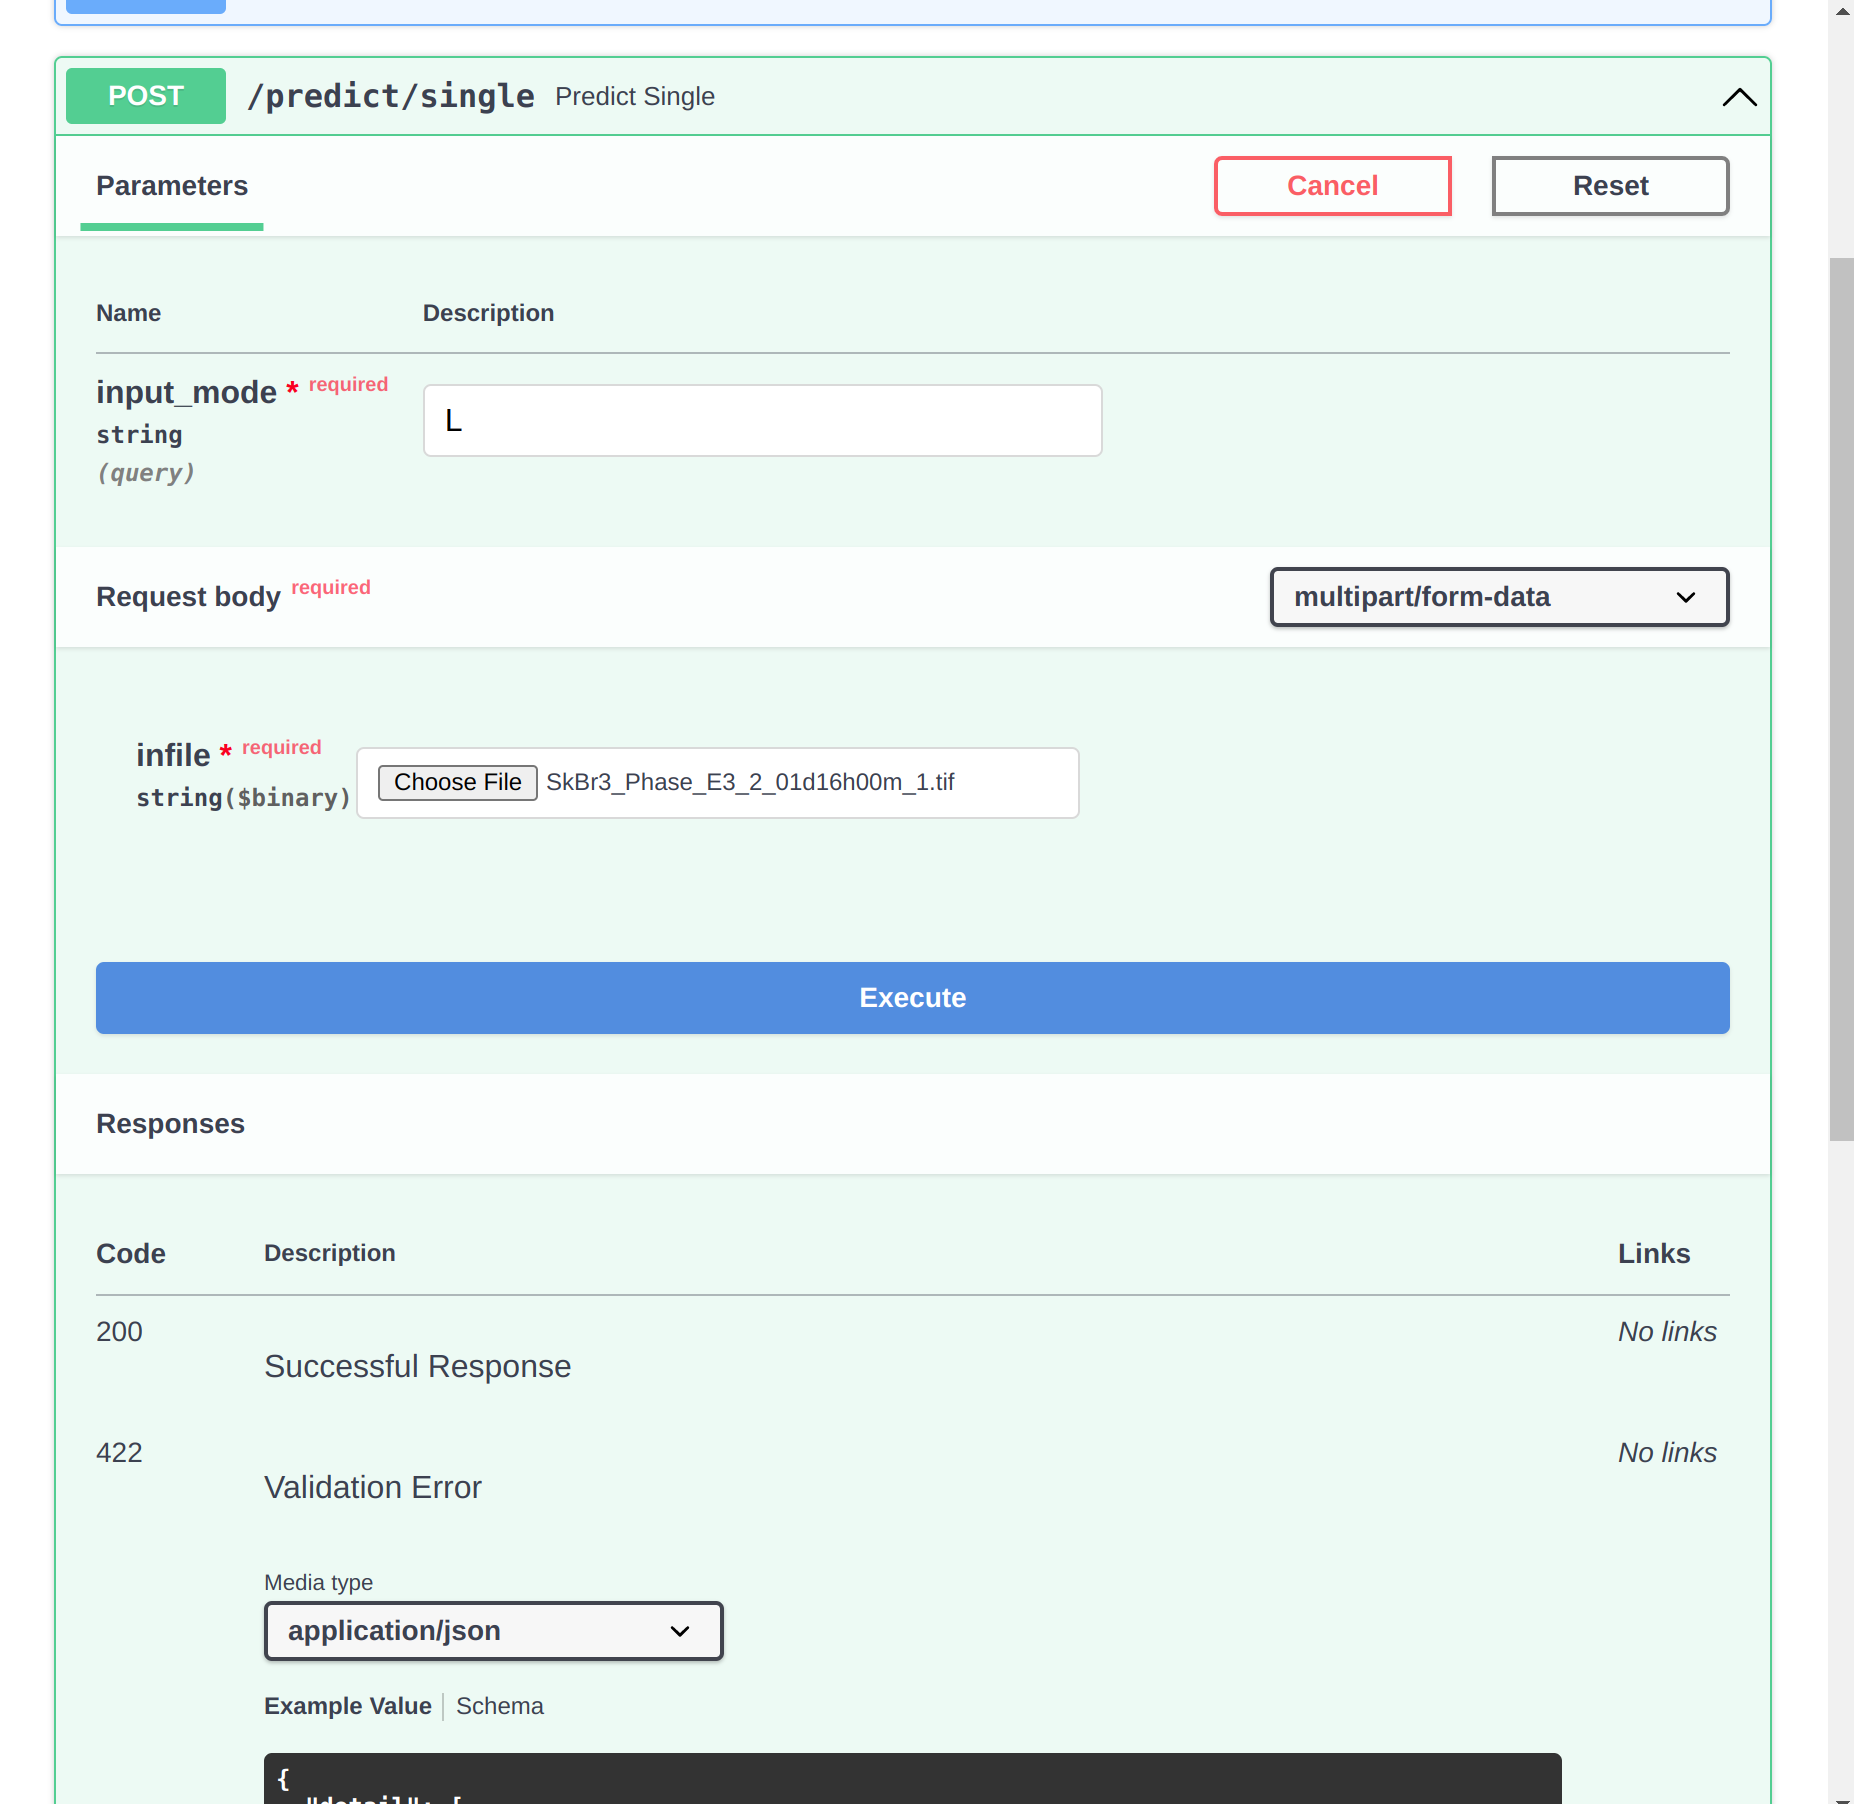 POST /predict/single Predict Single
Parameters Cancel Reset
Name Description
input_mode * required
L
string
(query)
Request body required multipart/form-data
infile * required
Choose File SkBr3_Phase_E3_2_01d16h00m_1.tif
string($binary)
Execute
Responses
Code Description Links
200 No links
Successful Response
422 No links
Validation Error
Media type
application/json
Example Value Schema
{
"detail": [